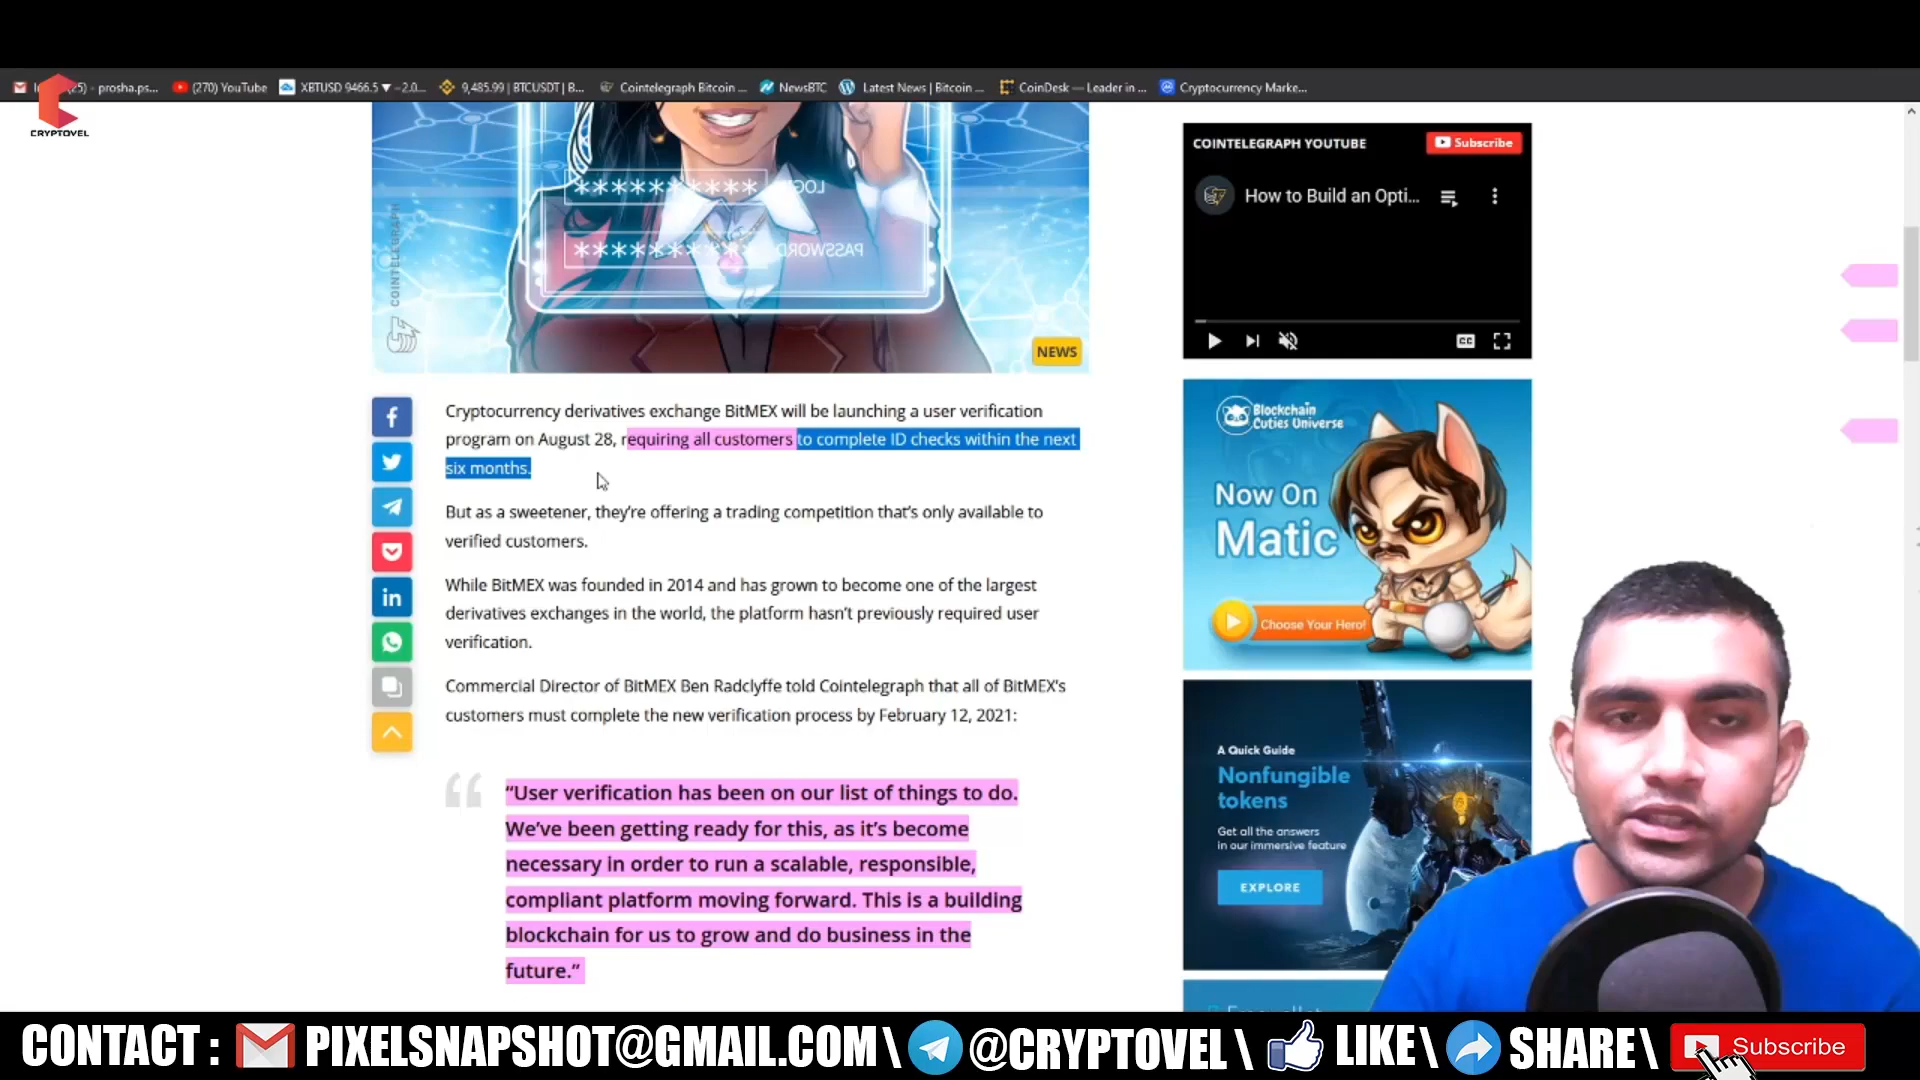 (25) - prosha.ps...
(270) YouTube
XBTUSD 9466.5 ▼ -2.0...
9,485.99 | BTCUSDT | B...
Cointelegraph Bitcoin ...
NewsBTC
Latest News | Bitcoin ...
CoinDesk — Leader in ...
Cryptocurrency Marke...
CRYPTOVEL
LOGIN
PASSWORD
COINTELEGRAPH
NEWS
COINTELEGRAPH YOUTUBE
Subscribe
How to Build an Opti...
CC
Cryptocurrency derivatives exchange BitMEX will be launching a user verification
program on August 28, requiring all customers to complete ID checks within the next
six months.
But as a sweetener, they're offering a trading competition that's only available to
verified customers.
While BitMEX was founded in 2014 and has grown to become one of the largest
derivatives exchanges in the world, the platform hasn't previously required user
verification.
Commercial Director of BitMEX Ben Radclyffe told Cointelegraph that all of BitMEX's
customers must complete the new verification process by February 12, 2021:
“User verification has been on our list of things to do.
We've been getting ready for this, as it's become
necessary in order to run a scalable, responsible,
compliant platform moving forward. This is a building
blockchain for us to grow and do business in the
future.”
Blockchain
Cuties Universe
Now On
Matic
Choose Your Hero!
A Quick Guide
Nonfungible
tokens
Get all the answers
in our immersive feature
EXPLORE
CONTACT : PIXELSNAPSHOT@GMAIL.COM \ @CRYPTOVEL \ LIKE \ SHARE \ Subscribe